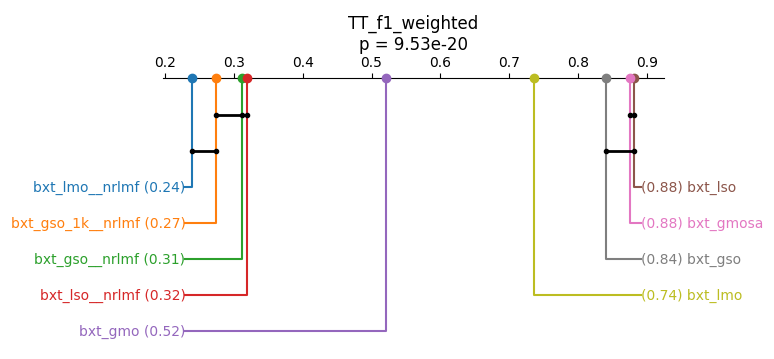 TT_f1_weighted
p = 9.53e-20
0.2 0.3 0.4 0.5 0.6 0.7 0.8 0.9
bxt_lmo__nrlmf (0.24) (0.88) bxt_lso
bxt_gso_1k__nrlmf (0.27) (0.88) bxt_gmosa
bxt_gso__nrlmf (0.31) (0.84) bxt_gso
bxt_lso__nrlmf (0.32) (0.74) bxt_lmo
bxt_gmo (0.52)